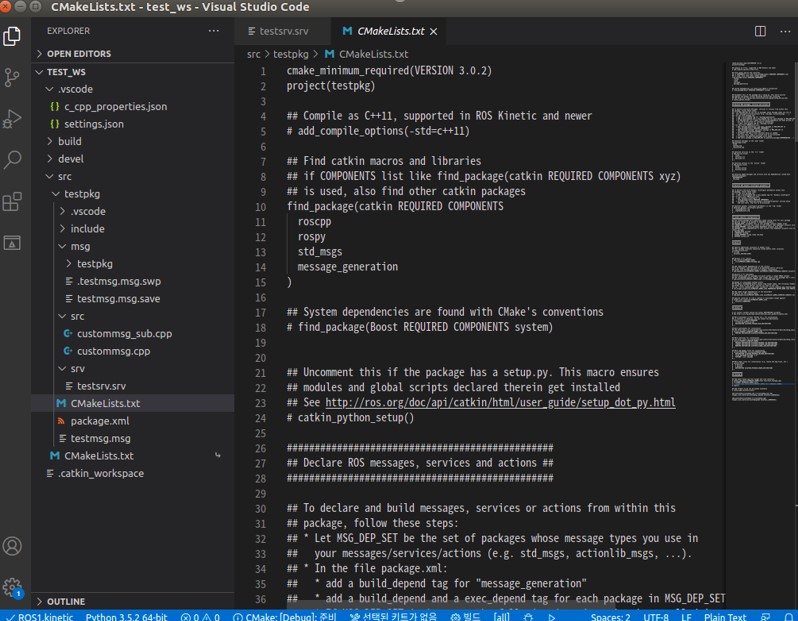 CMakeLists.txt - test_ws - Visual Studio Code
EXPLORER
OPEN EDITORS
TEST_WS
.vscode
c_cpp_properties.json
settings.json
build
devel
src
testpkg
.vscode
include
msg
testpkg
.testmsg.msg.swp
testmsg.msg.save
src
custommsg_sub.cpp
custommsg.cpp
srv
testsrv.srv
CMakeLists.txt
package.xml
testmsg.msg
CMakeLists.txt
.catkin_workspace
OUTLINE
testsrv.srv
CMakeLists.txt
src > testpkg > CMakeLists.txt
1 cmake_minimum_required(VERSION 3.0.2)
2 project(testpkg)
3
4 ## Compile as C++11, supported in ROS Kinetic and newer
5 # add_compile_options(-std=c++11)
6
7 ## Find catkin macros and libraries
8 ## if COMPONENTS list like find_package(catkin REQUIRED COMPONENTS xyz)
9 ## is used, also find other catkin packages
10 find_package(catkin REQUIRED COMPONENTS
11 roscpp
12 rospy
13 std_msgs
14 message_generation
15 )
16
17 ## System dependencies are found with CMake's conventions
18 # find_package(Boost REQUIRED COMPONENTS system)
19
20
21 ## Uncomment this if the package has a setup.py. This macro ensures
22 ## modules and global scripts declared therein get installed
23 ## See http://ros.org/doc/api/catkin/html/user_guide/setup_dot_py.html
24 # catkin_python_setup()
25
26 ################################################
27 ## Declare ROS messages, services and actions ##
28 ################################################
29
30 ## To declare and build messages, services or actions from within this
31 ## package, follow these steps:
32 ## * Let MSG_DEP_SET be the set of packages whose message types you use in
33 ## your messages/services/actions (e.g. std_msgs, actionlib_msgs, ...).
34 ## * In the file package.xml:
35 ## * add a build_depend tag for "message_generation"
36 ## * add a build_depend and a exec_depend tag for each package in MSG_DEP_SET
1
ROS1.kinetic Python 3.5.2 64-bit 0 0 CMake: [Debug]: 준비 선택된 키트가 없음 빌드 [all] Spaces: 2 UTF-8 LF Plain Text